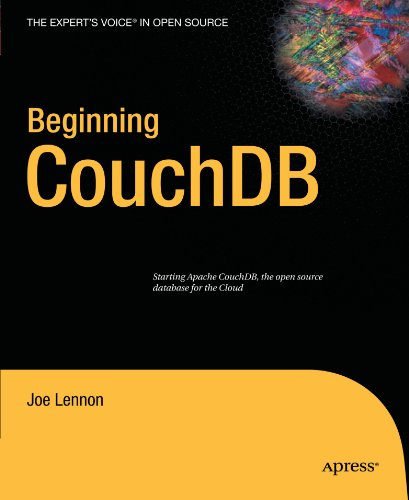 THE EXPERT'S VOICE® IN OPEN SOURCE
Beginning
CouchDB
Starting Apache CouchDB, the open source
database for the Cloud
Joe Lennon
Apress®